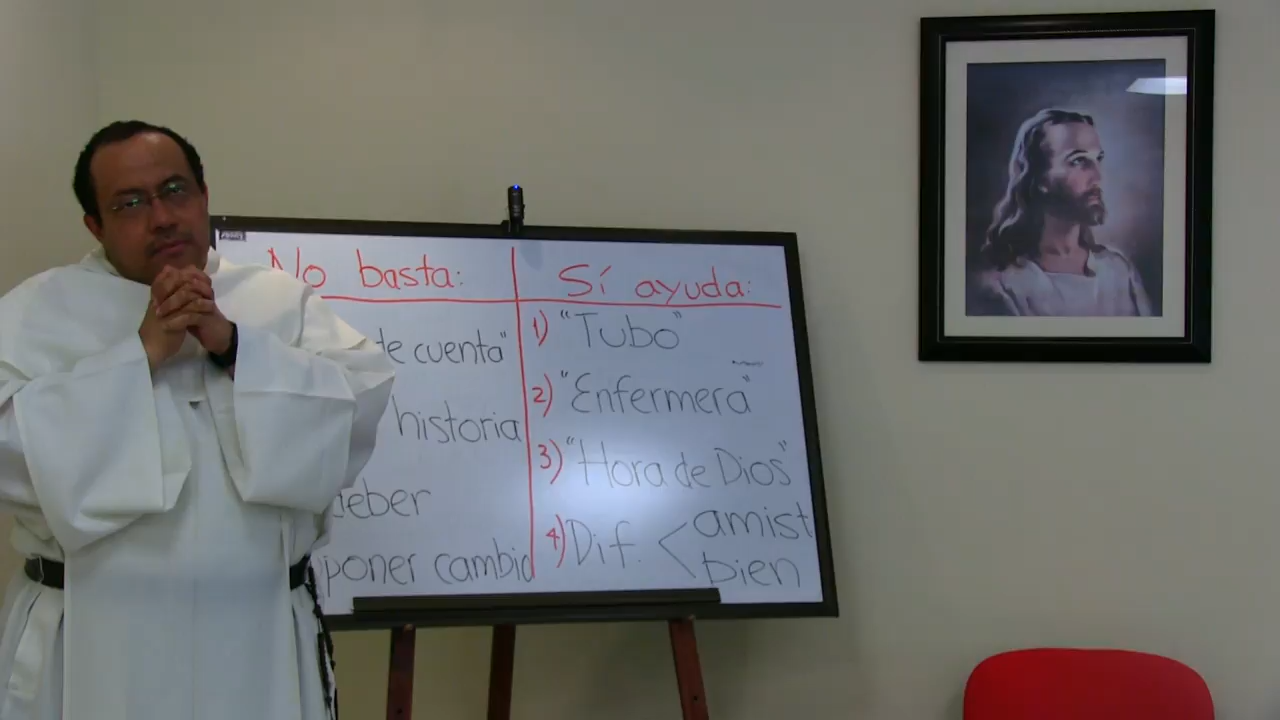 No basta:
te cuenta"
historia
deber
poner cambio
Sí ayuda:
1) "Tubo"
2) "Enfermera"
3) "Hora de Dios"
4) Dif. < amist
bien